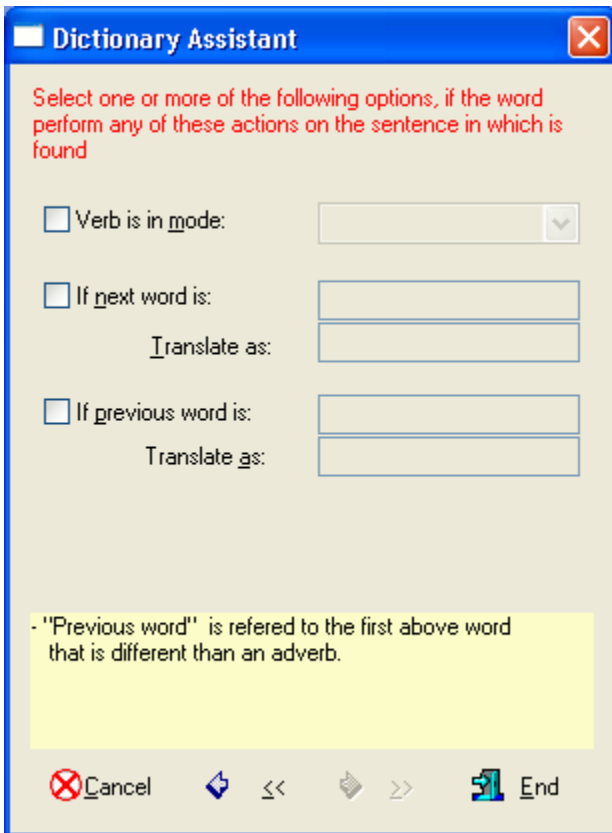 Dictionary Assistant
Select one or more of the following options, if the word
perform any of these actions on the sentence in which is
found
Verb is in mode:
If next word is:
Translate as:
If previous word is:
Translate as:
- "Previous word" is refered to the first above word
that is different than an adverb.
Cancel << >> End